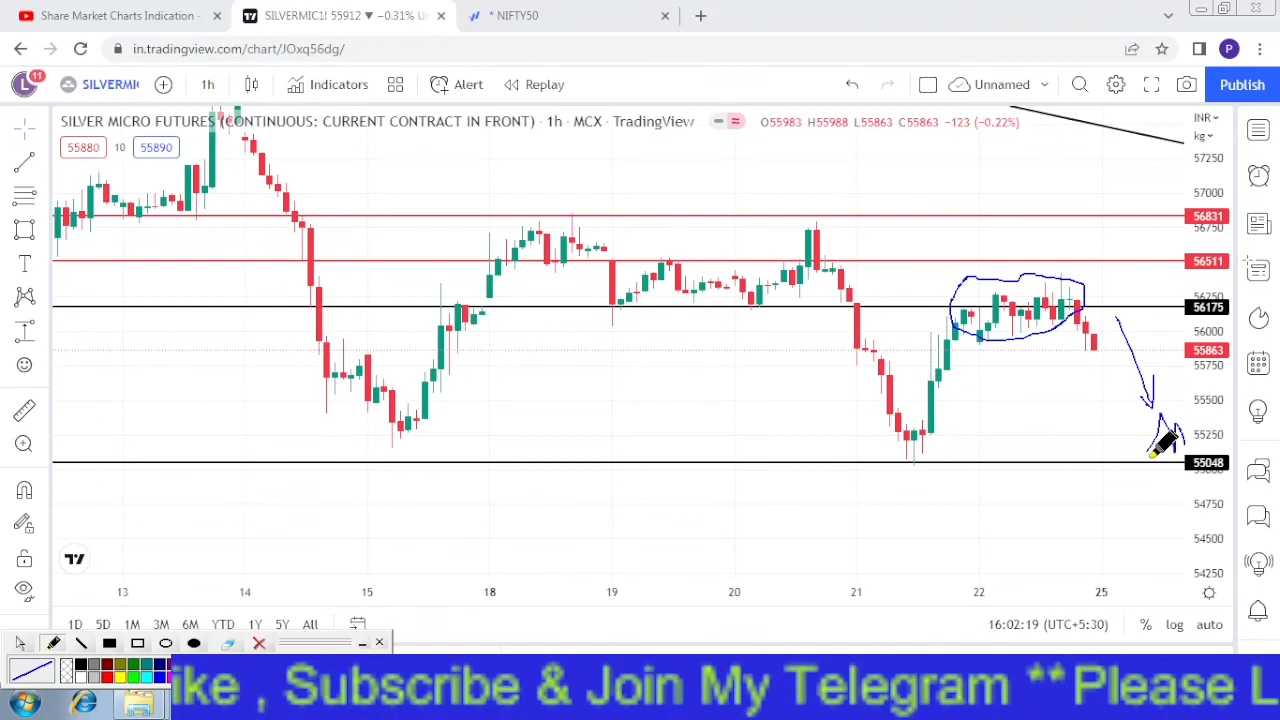 Share Market Charts Indication -
SILVERMIC1! 55912 ▼ −0.31% U
* NIFTY50
in.tradingview.com/chart/JOxq56dg/
P
L
11
SILVERMI
1h
Indicators
Alert
Replay
Unnamed
Publish
SILVER MICRO FUTURES (CONTINUOUS: CURRENT CONTRACT IN FRONT) · 1h · MCX · TradingView
O55983 H55988 L55863 C55863 −123 (−0.22%)
55880
10
55890
INR
kg
57250
57000
56831
56750
56511
56250
56175
56000
55863
55750
55500
55250
55048
55000
54750
54500
54250
13
14
15
18
19
20
21
22
25
1D
5D
1M
3M
6M
YTD
1Y
5Y
All
16:02:19 (UTC+5:30)
%
log
auto
ike , Subscribe & Join My Telegram ** Please L